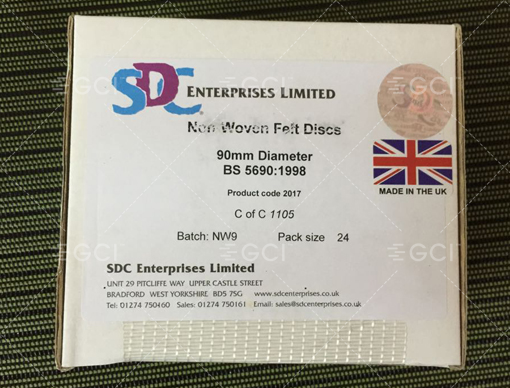 SDC ENTERPRISES LIMITED
Non Woven Felt Discs
90mm Diameter
BS 5690:1998
MADE IN THE UK
Product code 2017
C of C 1105
Batch: NW9 Pack size 24
SDC Enterprises Limited
UNIT 29 PITCLIFFE WAY UPPER CASTLE STREET
BRADFORD WEST YORKSHIRE BD5 7SG www.sdcenterprises.co.uk
Tel: 01274 750460 Sales: 01274 750161 Email: sales@sdcenterprises.co.uk
GCI
GCI
GCI
GCI
GCI